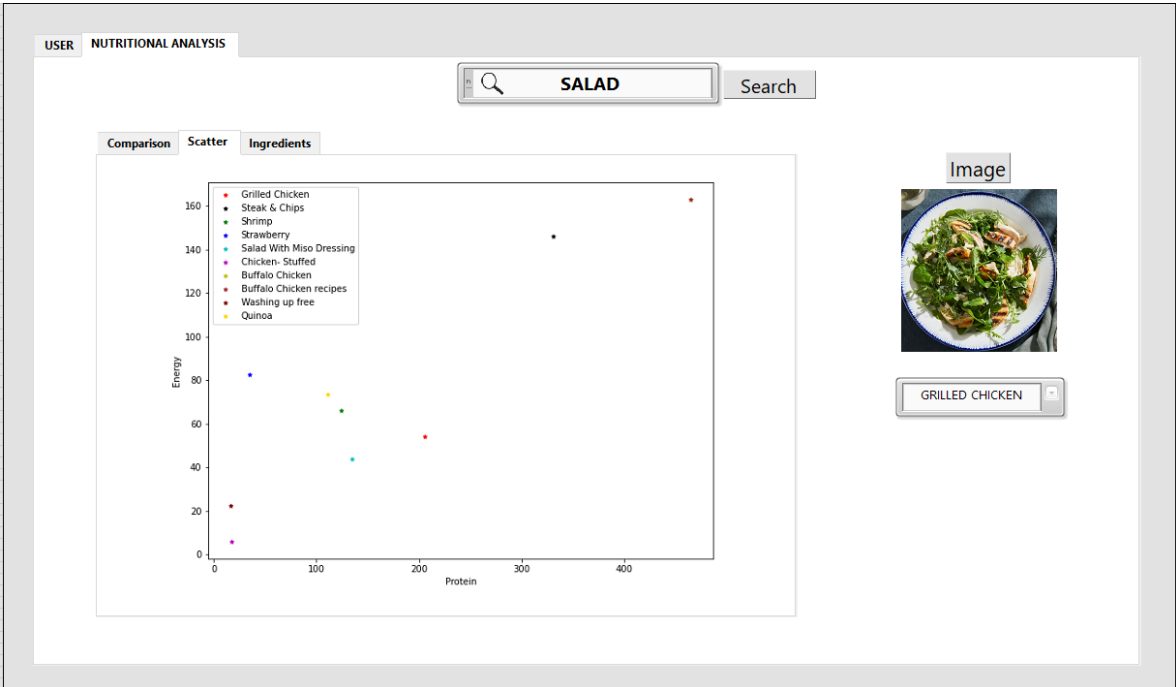 USER NUTRITIONAL ANALYSIS
SALAD Search
Comparison Scatter Ingredients
Image
Grilled Chicken
Steak & Chips
Shrimp
Strawberry
Salad With Miso Dressing
Chicken- Stuffed
Buffalo Chicken
Buffalo Chicken recipes
Washing up free
Quinoa
160
140
120
100
80
60
40
20
0
Energy
0 100 200 300 400
Protein
GRILLED CHICKEN